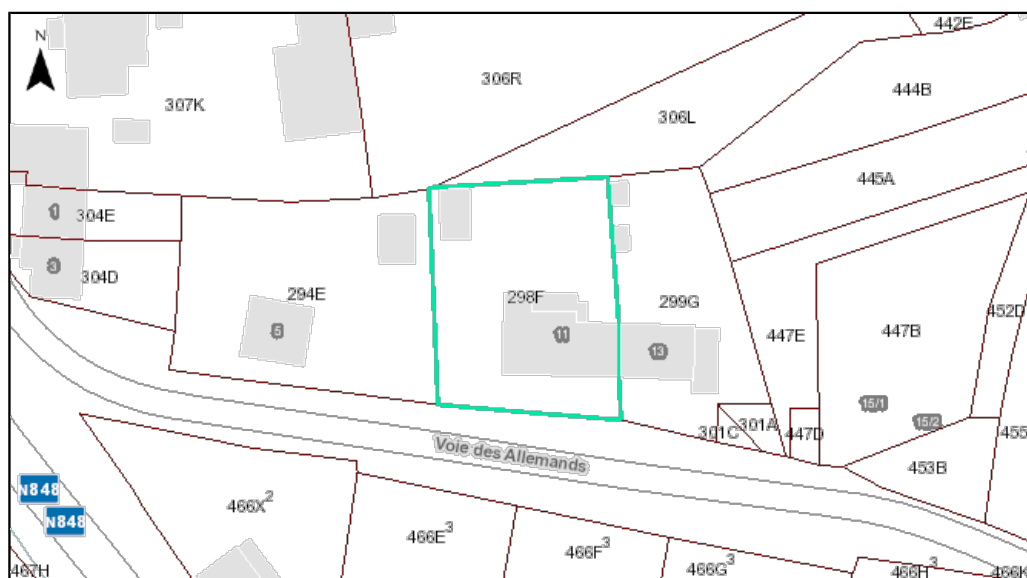 442E
N
306R
444B
307K
306L
445A
1
304E
3
304D
294E
298F
299G
452D
5
11
13
447E
447B
15/1
15/2
301C
301A
447D
455
453B
Voie des Allemands
N848
N848
466X²
466E³
466F³
466G³
466H³
466K
467H